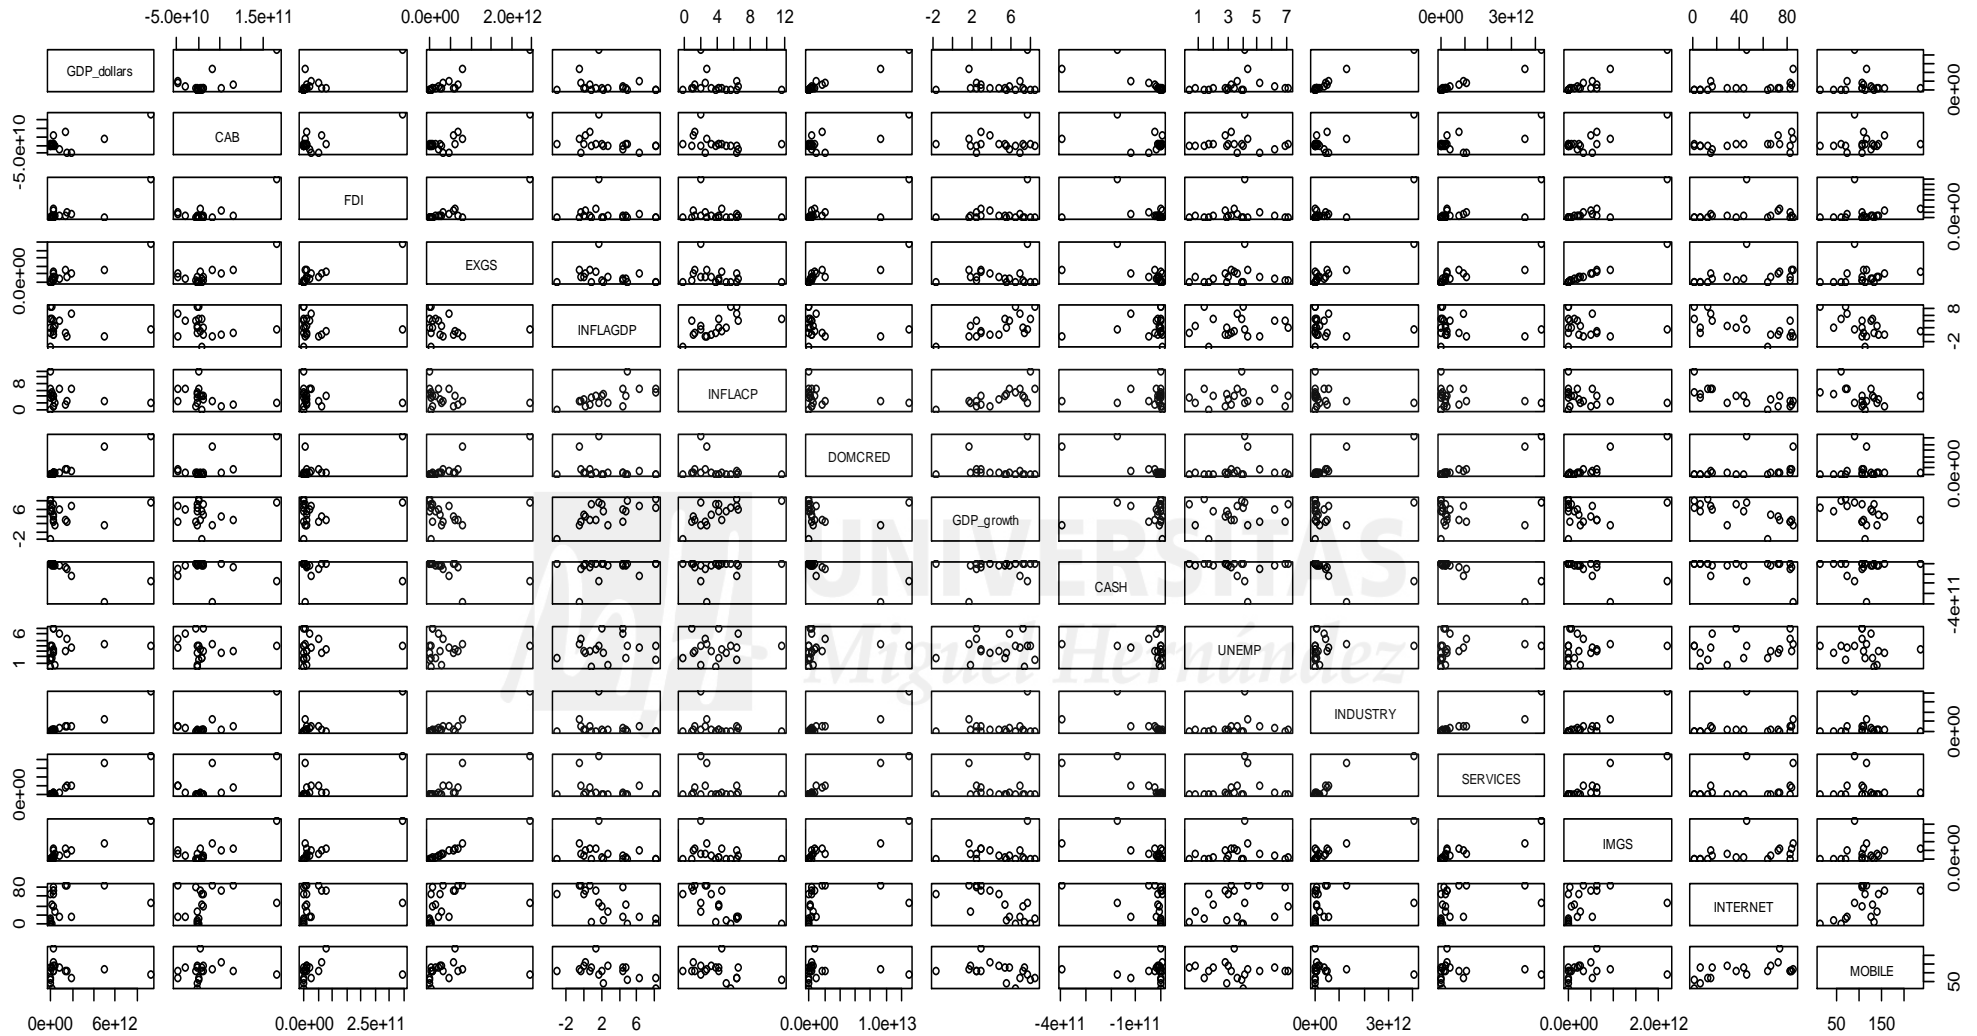 -5.0e+10 1.5e+11 0.0e+00 2.0e+12 0 4 8 12 -2 2 6 1 3 5 7 0e+00 3e+12 0 40 80
GDP_dollars 0e+00
-5.0e+10 CAB
FDI 0.0e+00
0.0e+00 EXGS
INFLAGDP -2 8
0 8 INFLACP
DOMCRED 0.0e+00
-2 6 GDP_growth
UNIVERSITAS
CASH -4e+11
1 6 UNEMP
Miguel Hernández
INDUSTRY 0e+00
0e+00 SERVICES
IMGS 0.0e+00
0 80 INTERNET
MOBILE 50
0e+00 6e+12 0.0e+00 2.5e+11 -2 2 6 0.0e+00 1.0e+13 -4e+11 -1e+11 0e+00 3e+12 0.0e+00 2.0e+12 50 150